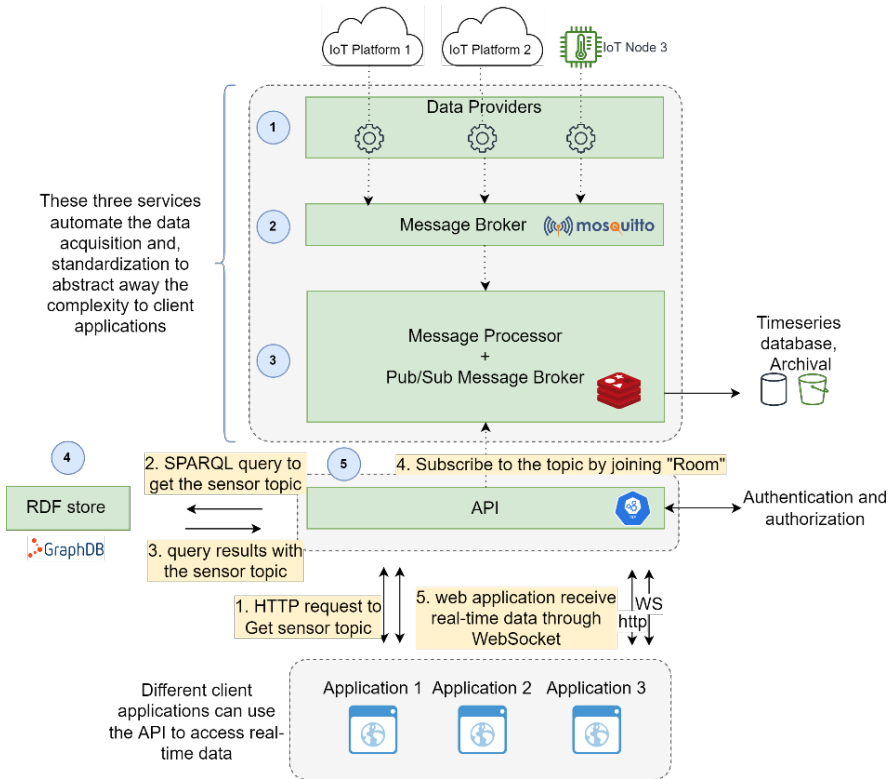 IoT Platform 1
IoT Platform 2
IoT Node 3
Data Providers
1
These three services
automate the data
acquisition and,
standardization to
abstract away the
complexity to client
applications
2
Message Broker
mosquitto
3
Message Processor
+
Pub/Sub Message Broker
Timeseries
database,
Archival
4
RDF store
GraphDB
2. SPARQL query to
get the sensor topic
3. query results with
the sensor topic
5
4. Subscribe to the topic by joining "Room"
API
Authentication and
authorization
1. HTTP request to
Get sensor topic
5. web application receive
real-time data through
WebSocket
http
WS
Different client
applications can use
the API to access real-
time data
Application 1
Application 2
Application 3